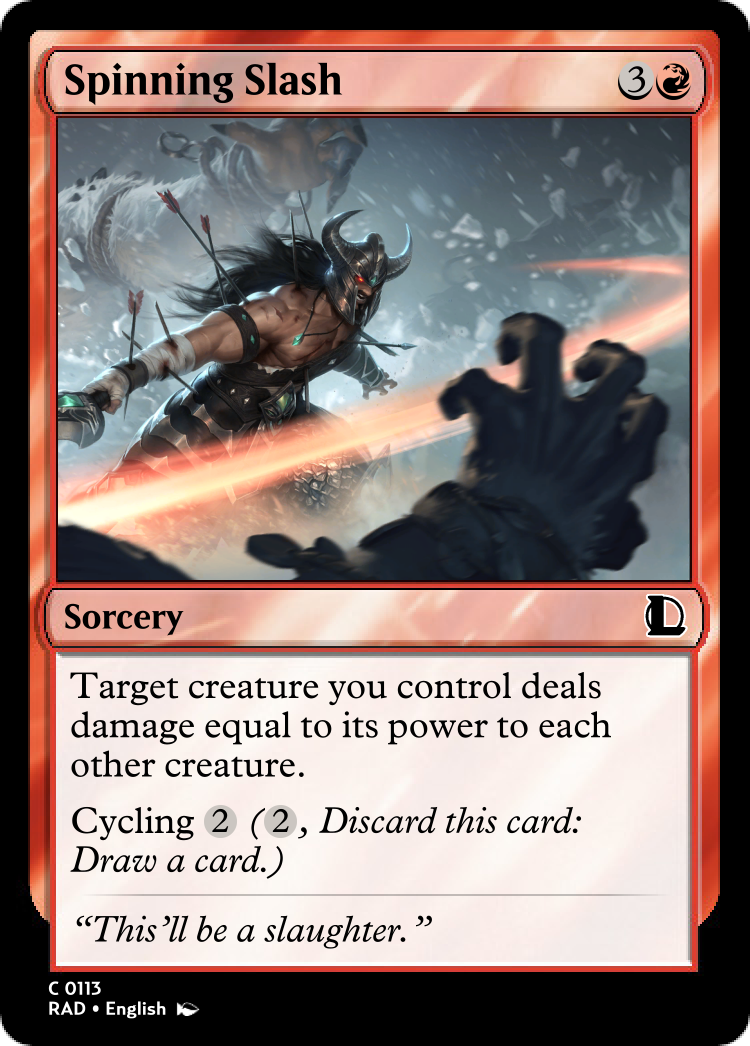 Spinning Slash 3
Sorcery
Target creature you control deals
damage equal to its power to each
other creature.
Cycling 2 (2, Discard this card:
Draw a card.)
“This’ll be a slaughter.”
C 0113
RAD • English